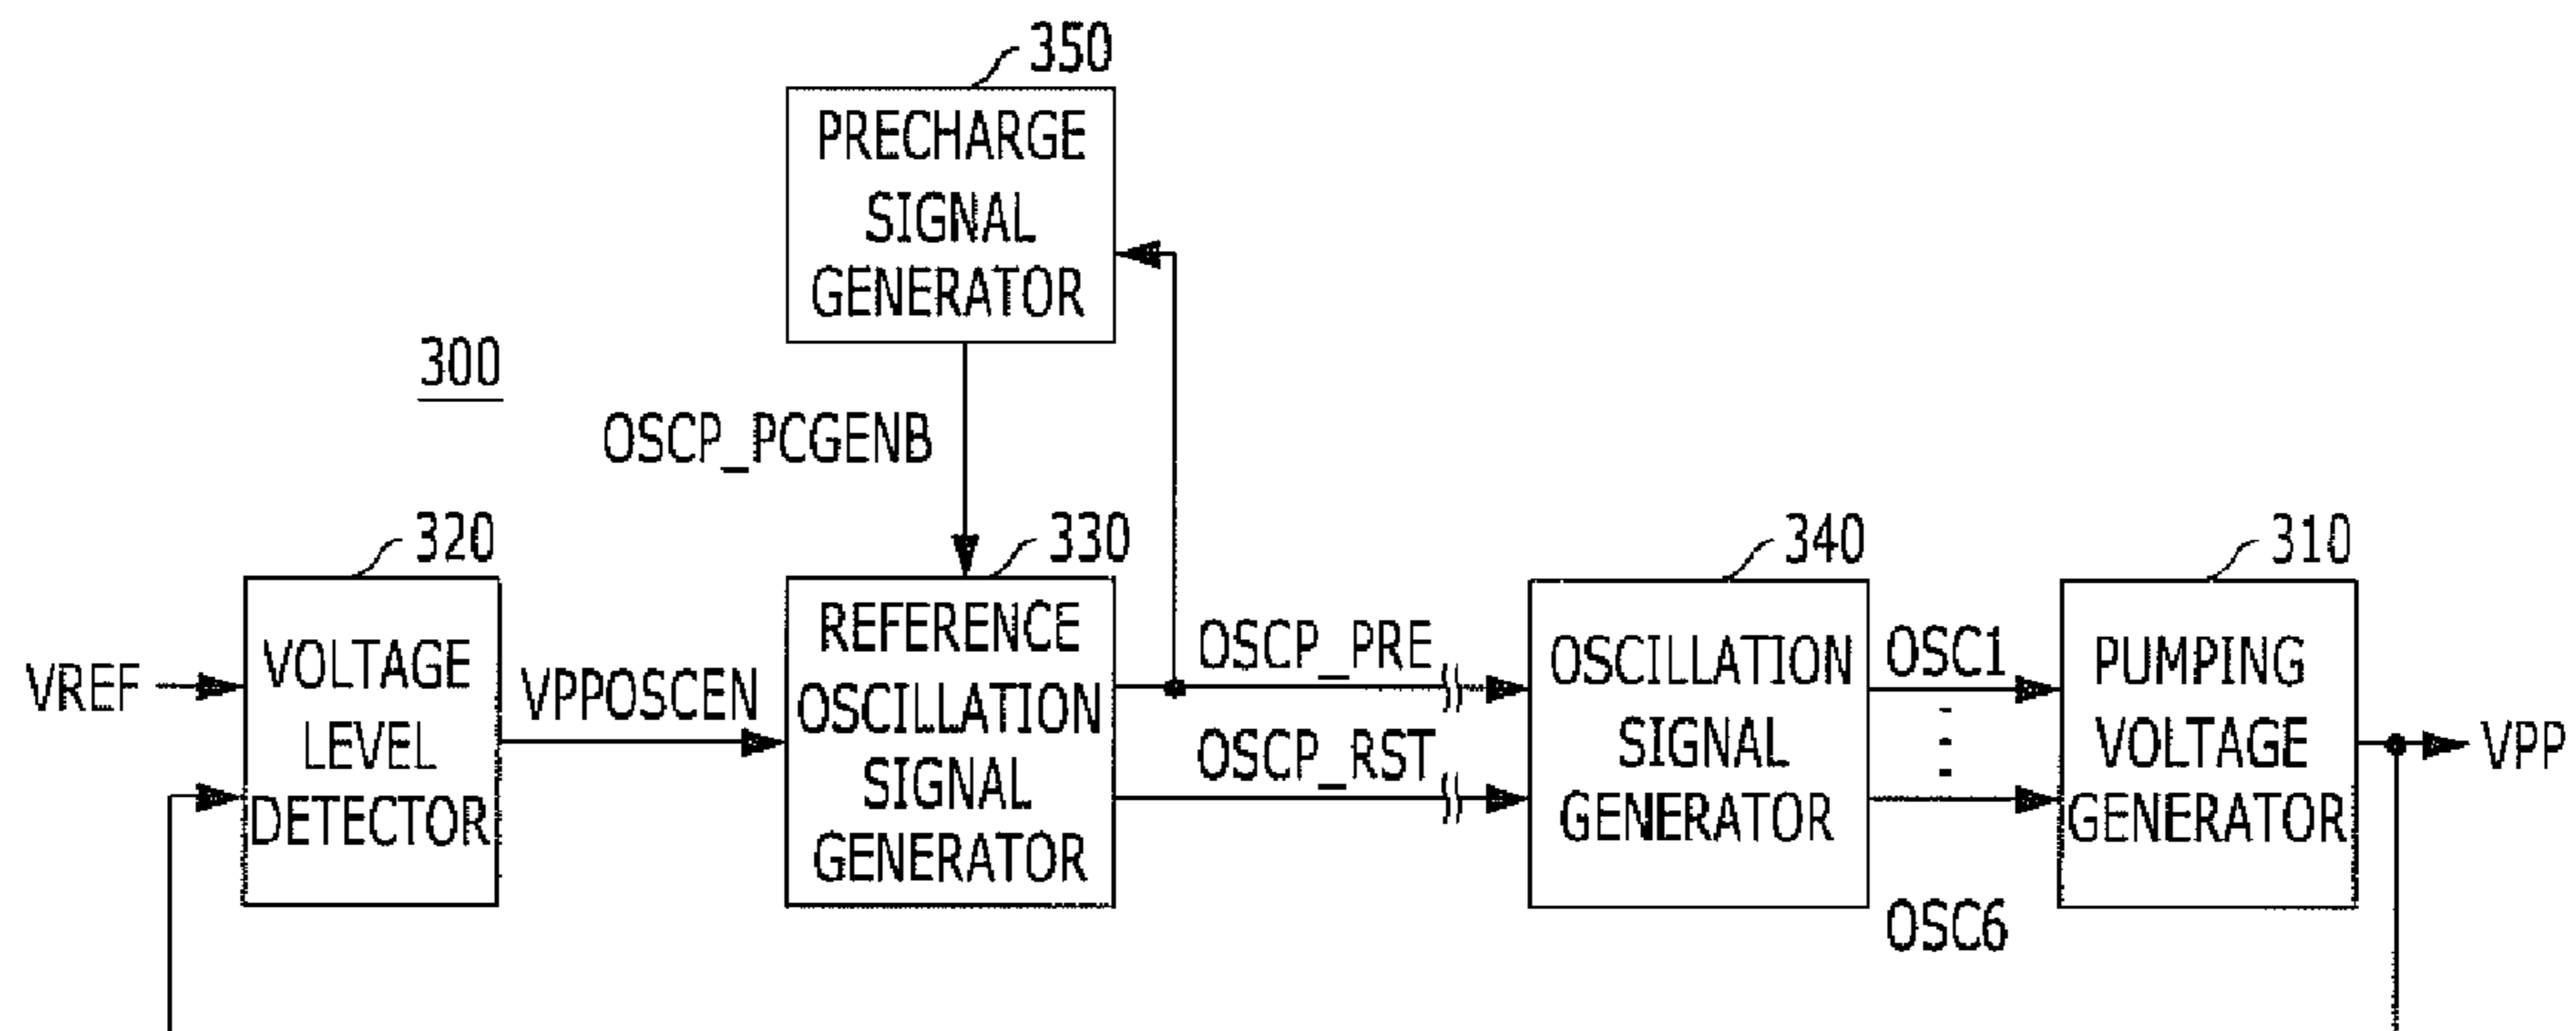 350
PRECHARGE
SIGNAL
GENERATOR
300
OSCP_PCGENB
320
330
340
310
VREF
VOLTAGE
LEVEL
DETECTOR
VPPOSCEN
REFERENCE
OSCILLATION
SIGNAL
GENERATOR
OSCP_PRE
OSCP_RST
OSCILLATION
SIGNAL
GENERATOR
OSC1
OSC6
PUMPING
VOLTAGE
GENERATOR
VPP